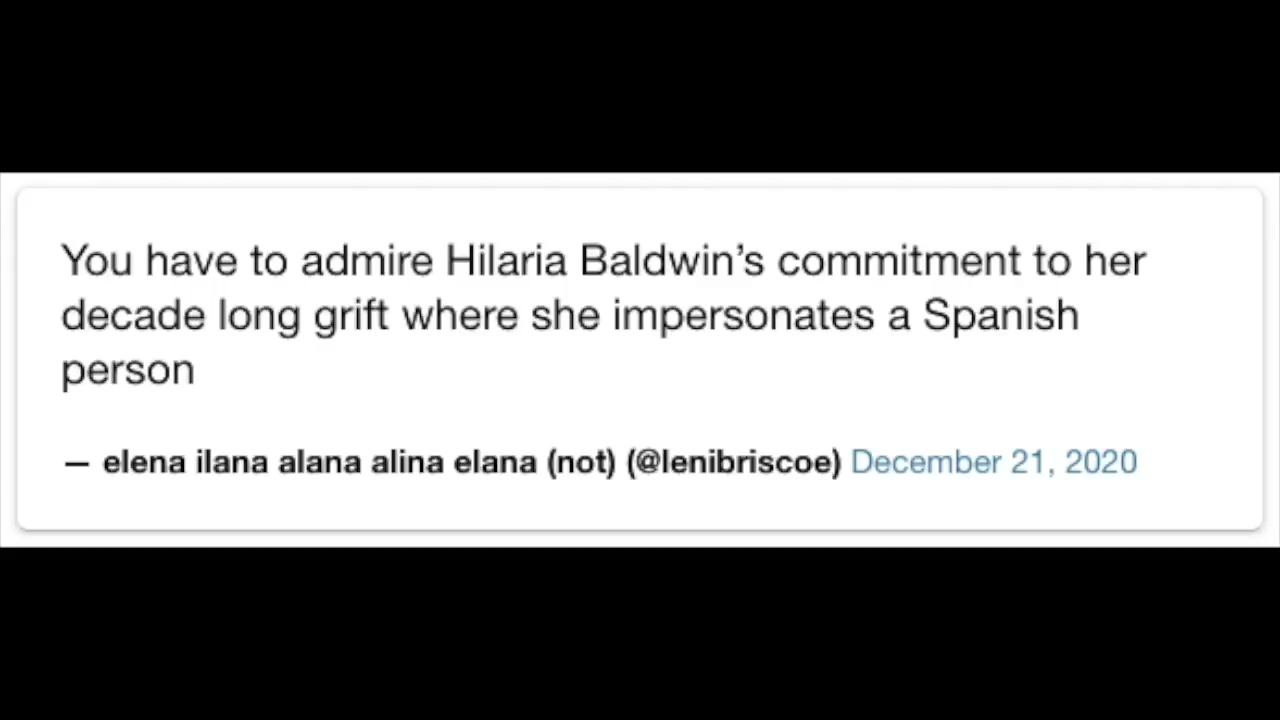 You have to admire Hilaria Baldwin’s commitment to her
decade long grift where she impersonates a Spanish
person
— elena ilana alana alina elana (not) (@lenibriscoe) December 21, 2020